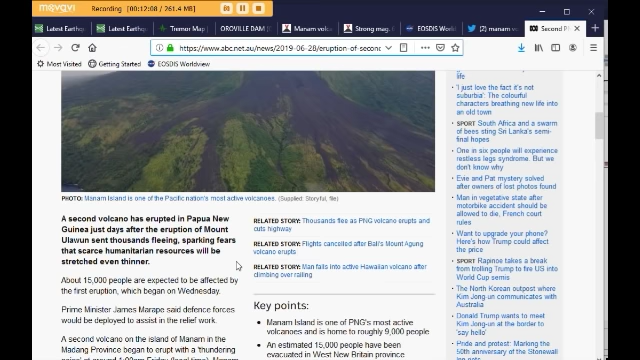 movavi
Recording [ 00:12:08 / 261.4 MB ]
Latest Earthq
Latest Earthq
Tremor Map
OROVILLE DAM
Manam volc
Strong mag.
EOSDIS Worldview
(2) manam v
Second P
https://www.abc.net.au/news/2019-06-28/eruption-of-second
Search
Most Visited
Getting Started
EOSDIS Worldview
PHOTO: Manam Island is one of the Pacific nation's most active volcanoes. (Supplied: Storyful, file)
A second volcano has erupted in Papua New
Guinea just days after the eruption of Mount
Ulawun sent thousands fleeing, sparking fears
that scarce humanitarian resources will be
stretched even thinner.
About 15,000 people are expected to be affected by
the first eruption, which began on Wednesday.
Prime Minister James Marape said defence forces
would be deployed to assist in the relief work.
A second volcano on the island of Manam in the
Madang Province began to erupt with a 'thundering
RELATED STORY: Thousands flee as PNG volcano erupts and
cuts highway
RELATED STORY: Flights cancelled after Bali's Mount Agung
volcano erupts
RELATED STORY: Man falls into active Hawaiian volcano after
climbing over railing
Key points:
• Manam Island is one of PNG's most active
volcanoes and is home to roughly 9,000 people
• An estimated 15,000 people have been
evacuated in West New Britain province
life
'I just love the fact it's not
suburbia': The colourful
characters breathing new life into
an old town
SPORT South Africa and a swarm
of bees sting Sri Lanka's semi-
final hopes
One in six people will experience
restless legs syndrome. But we
don't know why
Evie and Pat mystery solved
after owners of lost photos found
Man in vegetative state after
motorbike accident should be
allowed to die, French court
rules
Want to upgrade your phone?
Here's how Trump could affect
the price
SPORT Rapinoe takes a break
from trolling Trump to fire US into
World Cup semis
The North Korean outpost where
Kim Jong-un communicates with
Australia
Donald Trump wants to meet
Kim Jong-un at the border to
'say hello'
Pride and protest: Marking the
50th anniversary of the Stonewall